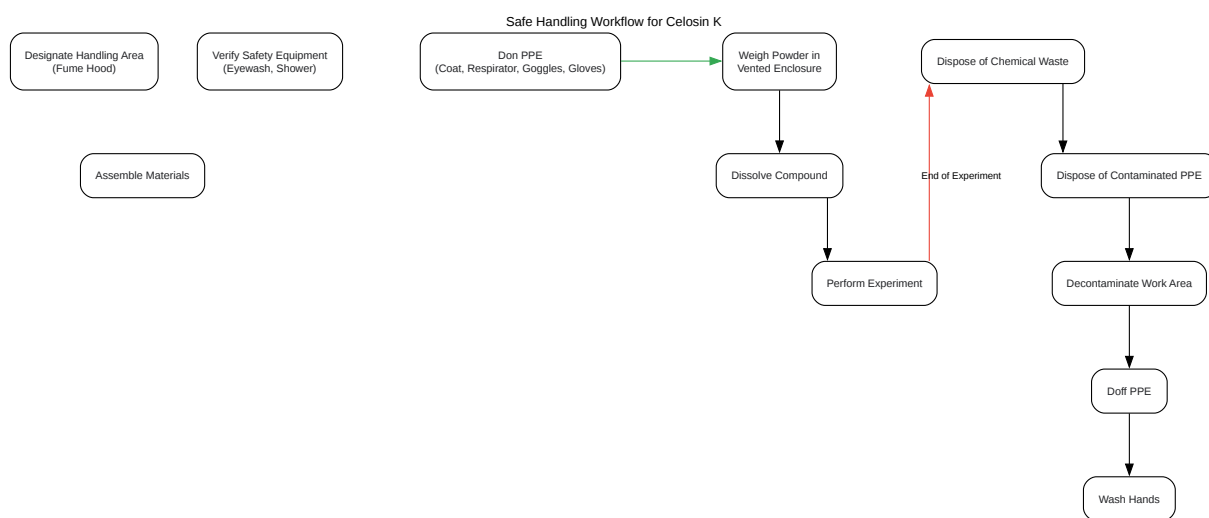 Safe Handling Workflow for Celosin K
Designate Handling Area
(Fume Hood)
Verify Safety Equipment
(Eyewash, Shower)
Assemble Materials
Don PPE
(Coat, Respirator, Goggles, Gloves)
Weigh Powder in
Vented Enclosure
Dissolve Compound
Perform Experiment
End of Experiment
Dispose of Chemical Waste
Dispose of Contaminated PPE
Decontaminate Work Area
Doff PPE
Wash Hands